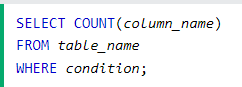 SELECT COUNT(column_name)
FROM table_name
WHERE condition;